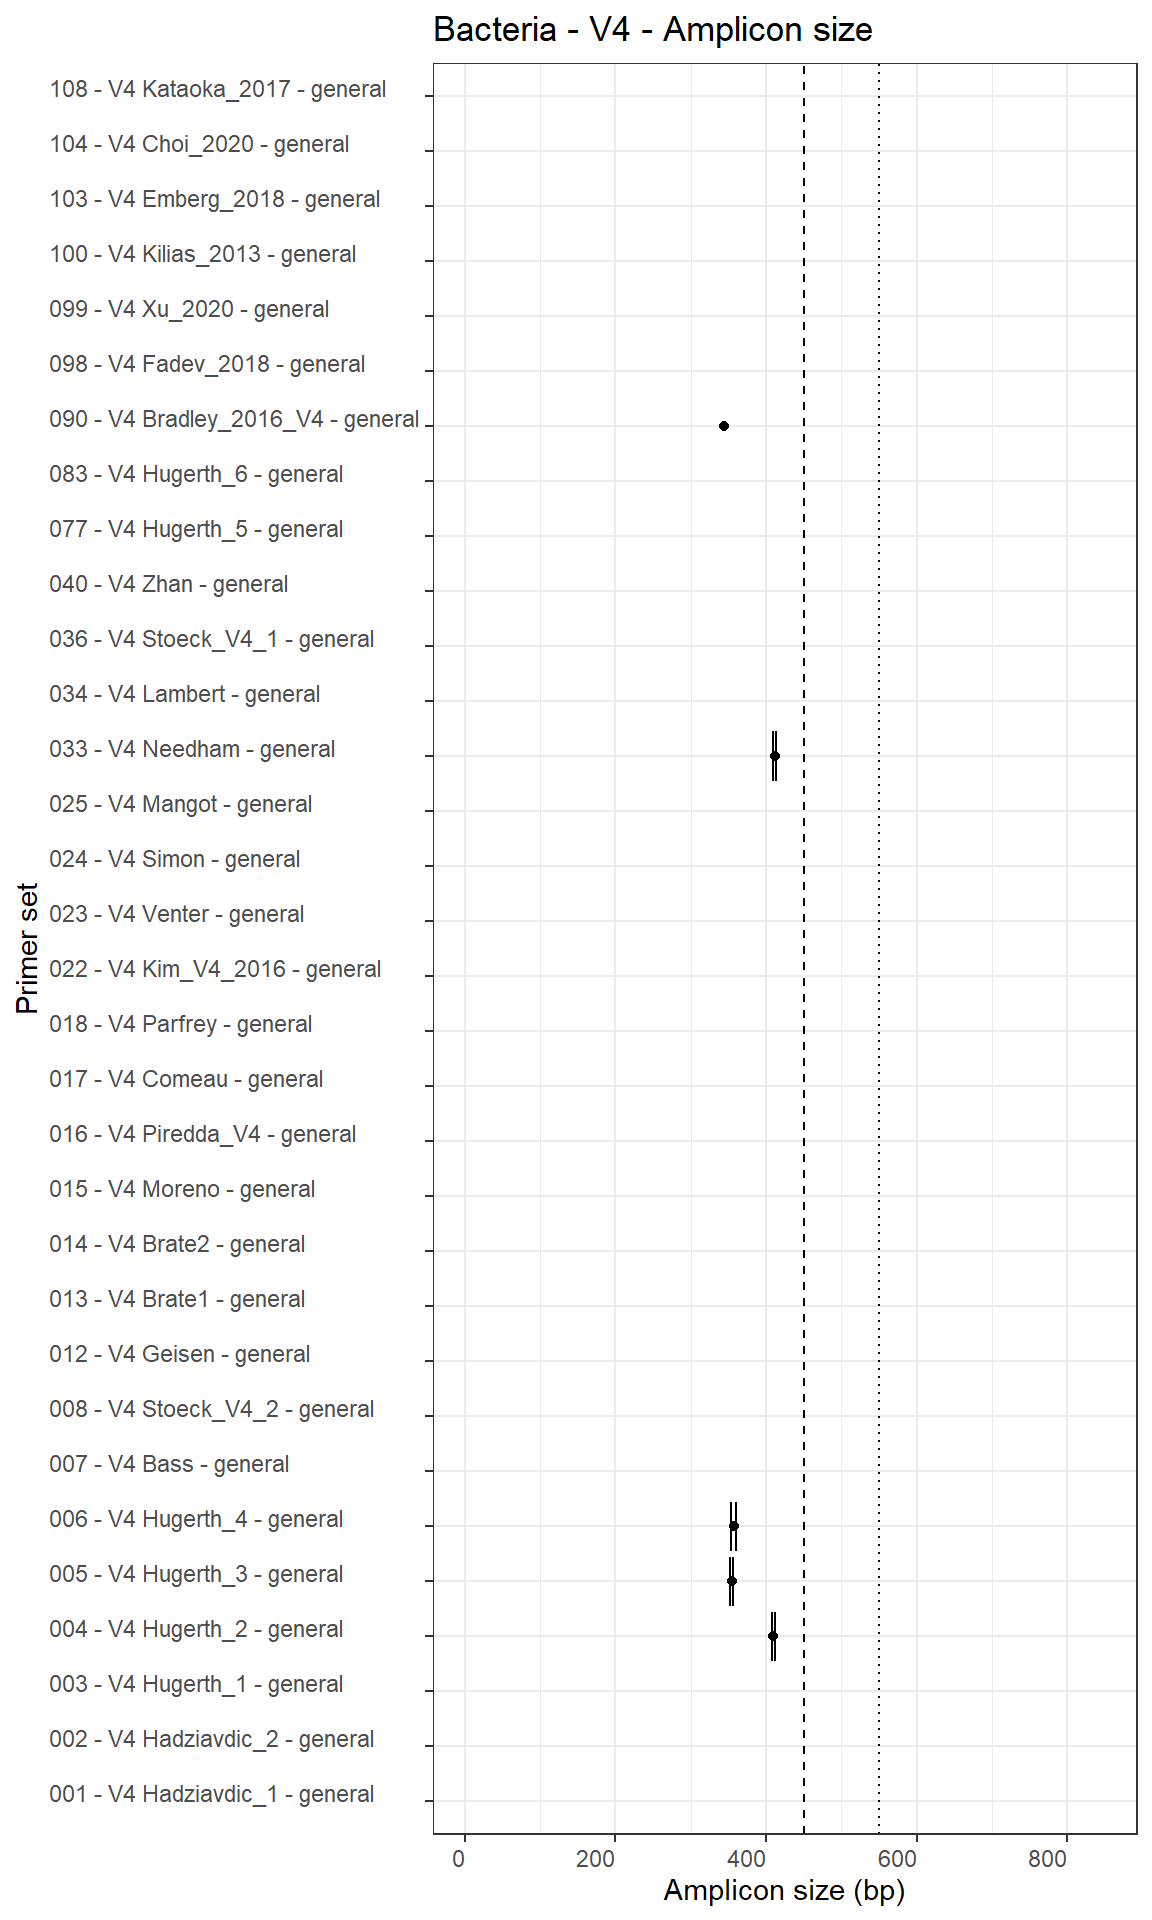 Bacteria - V4 - Amplicon size
108 - V4 Kataoka_2017 - general
104 - V4 Choi_2020 - general
103 - V4 Emberg_2018 - general
100 - V4 Kilias_2013 - general
099 - V4 Xu_2020 - general
098 - V4 Fadev_2018 - general
090 - V4 Bradley_2016_V4 - general
083 - V4 Hugerth_6 - general
077 - V4 Hugerth_5 - general
040 - V4 Zhan - general
036 - V4 Stoeck_V4_1 - general
034 - V4 Lambert - general
033 - V4 Needham - general
025 - V4 Mangot - general
024 - V4 Simon - general
023 - V4 Venter - general
022 - V4 Kim_V4_2016 - general
018 - V4 Parfrey - general
017 - V4 Comeau - general
016 - V4 Piredda_V4 - general
015 - V4 Moreno - general
014 - V4 Brate2 - general
013 - V4 Brate1 - general
012 - V4 Geisen - general
008 - V4 Stoeck_V4_2 - general
007 - V4 Bass - general
006 - V4 Hugerth_4 - general
005 - V4 Hugerth_3 - general
004 - V4 Hugerth_2 - general
003 - V4 Hugerth_1 - general
002 - V4 Hadziavdic_2 - general
001 - V4 Hadziavdic_1 - general
Primer set
0 200 400 600 800
Amplicon size (bp)